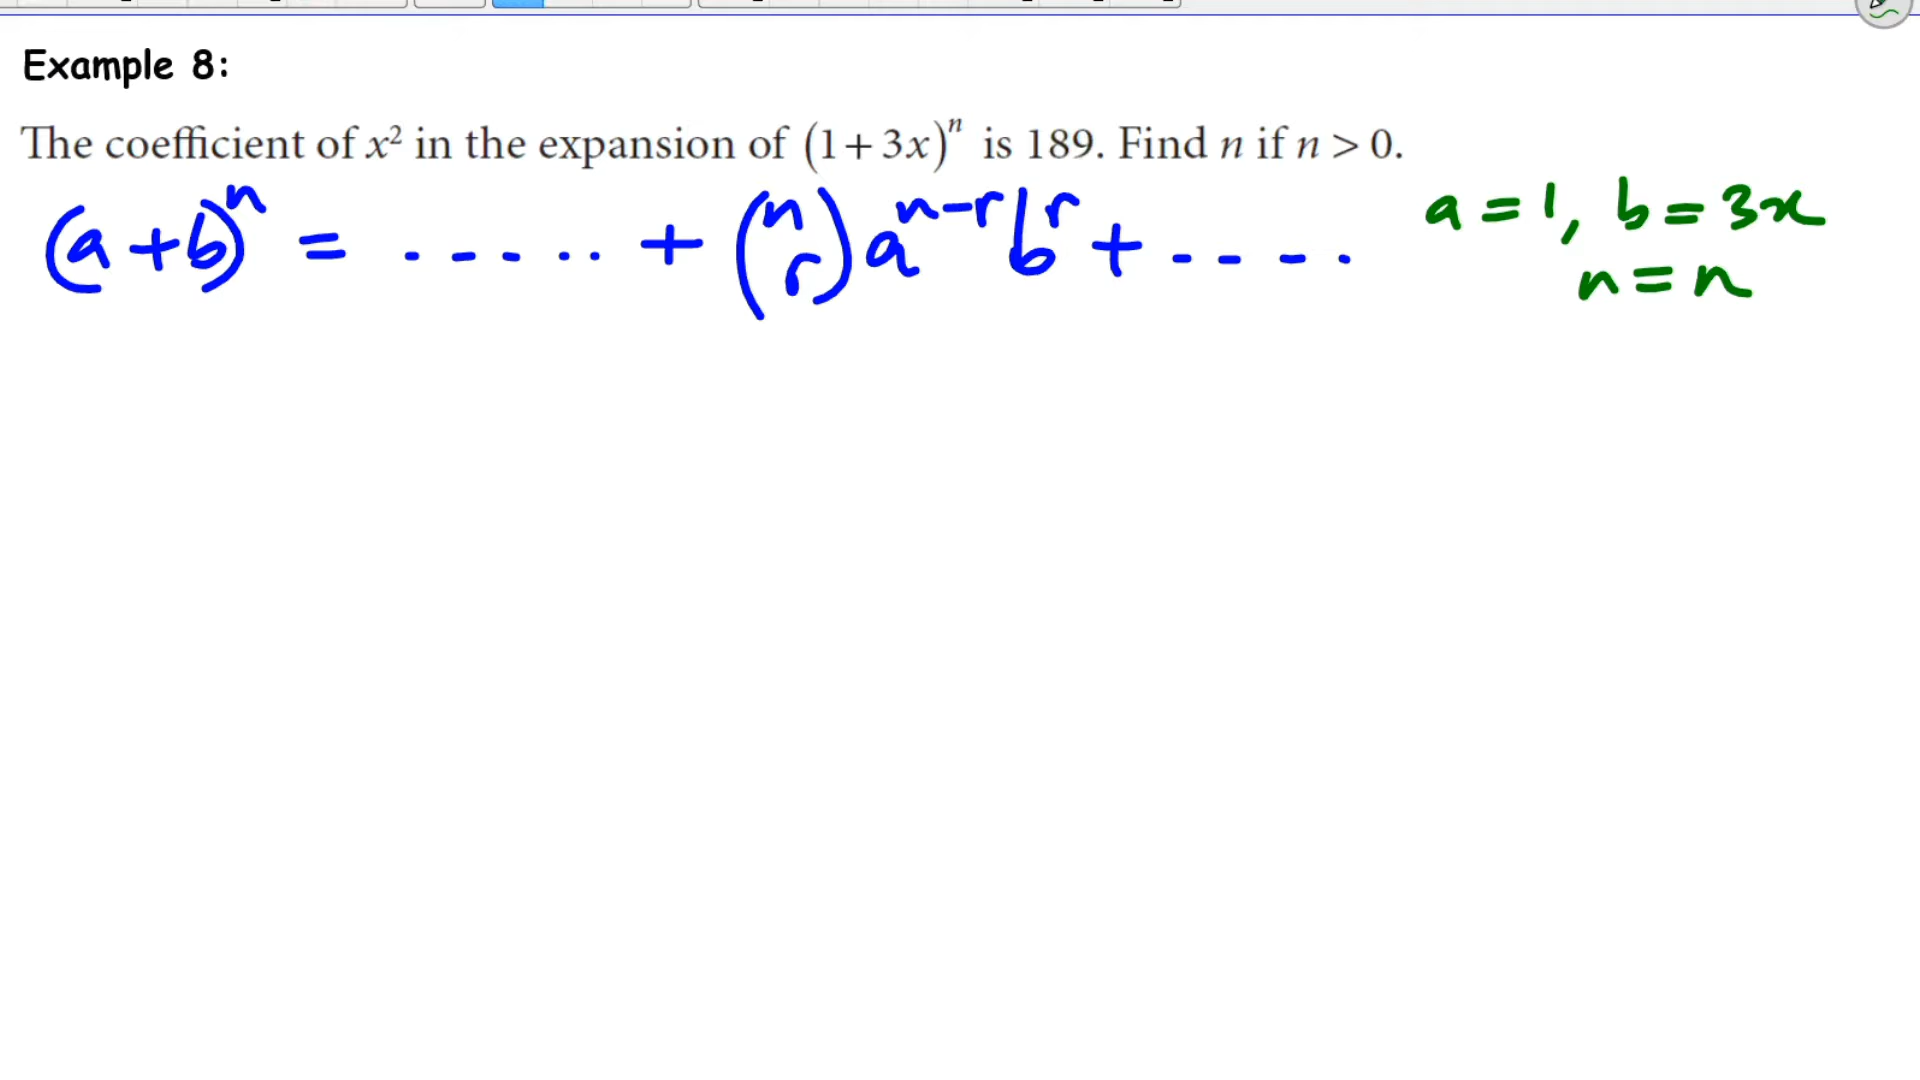 Example 8:
The coefficient of x² in the expansion of (1+3x)ⁿ is 189. Find n if n > 0.
(a+b)ⁿ = ..... + (n r) aⁿ⁻ʳbʳ + ....
a = 1, b = 3x
n = n